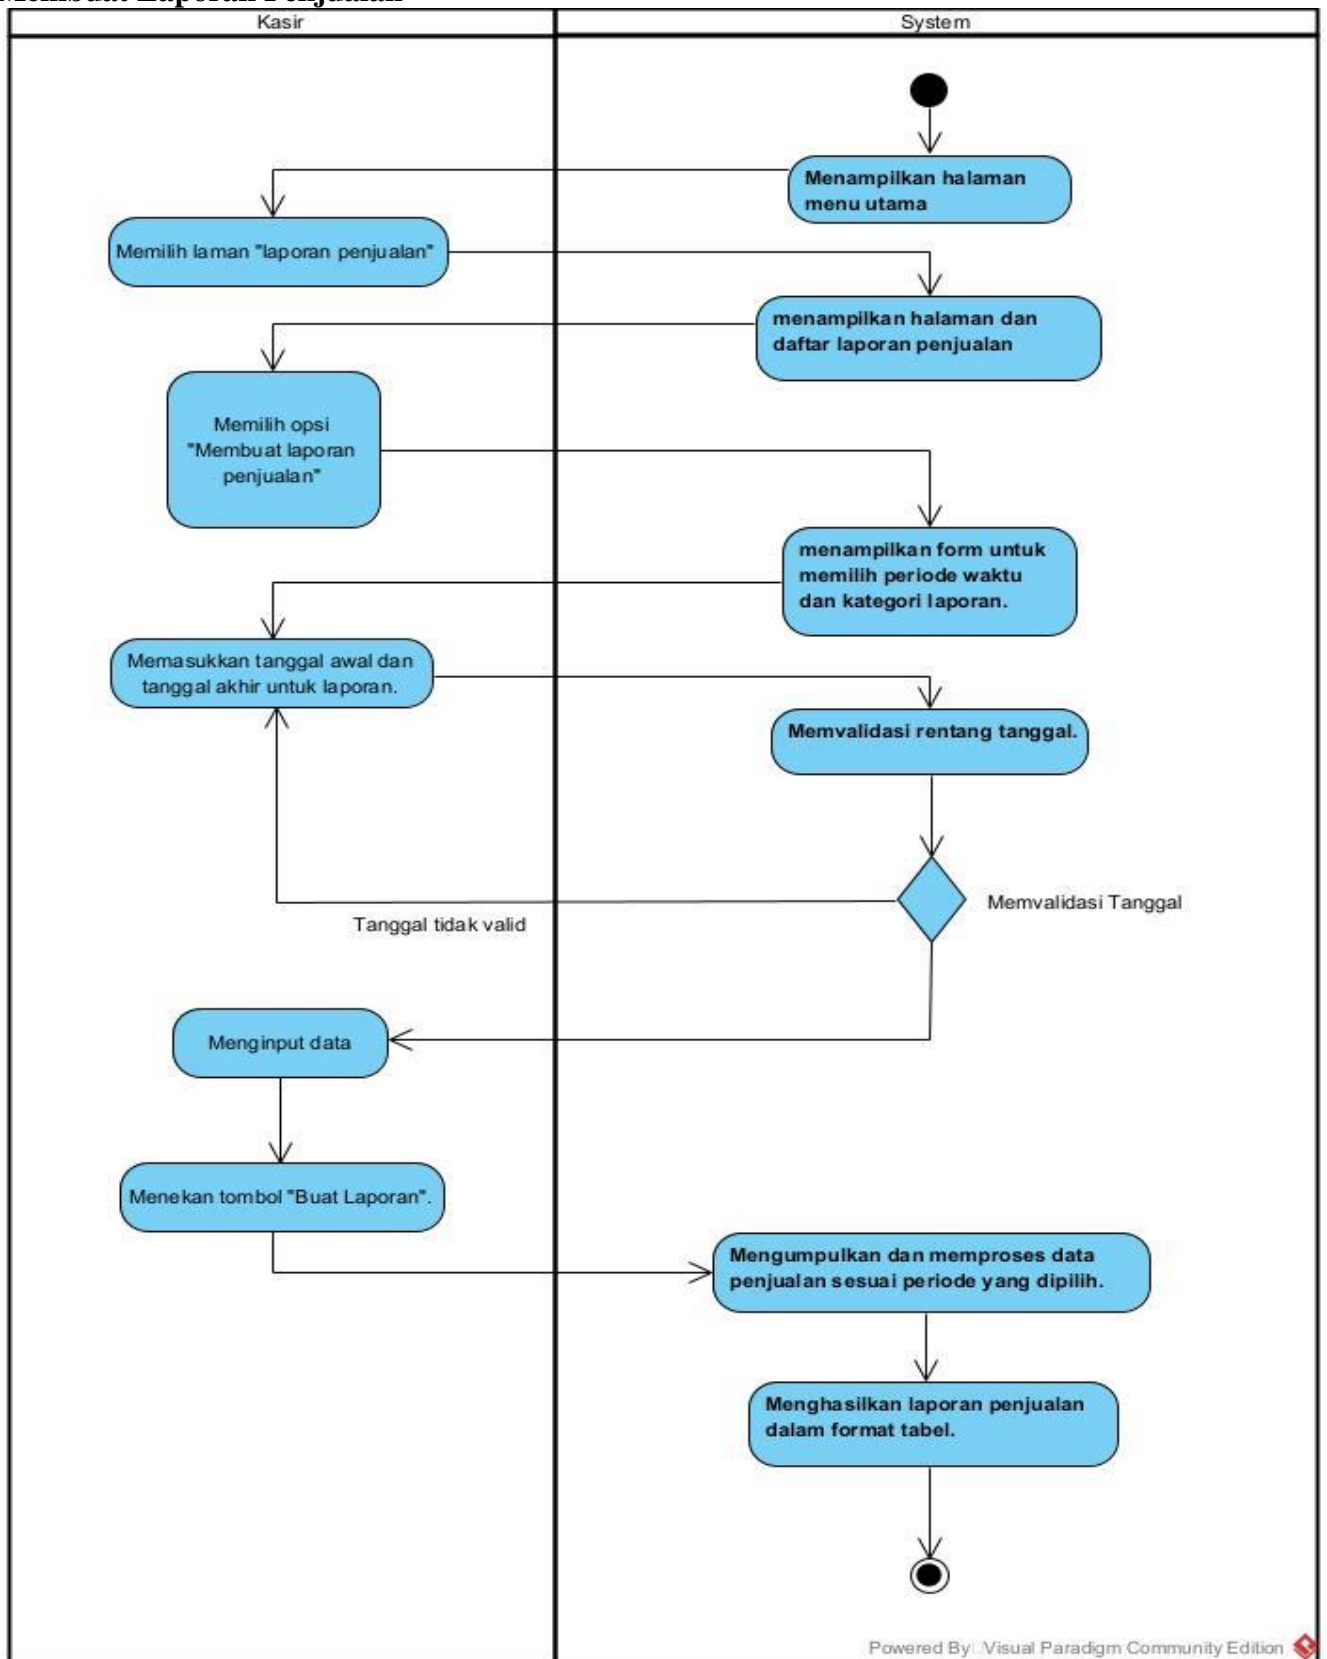 Membuat Laporan Penjualan
Kasir
System
Menampilkan halaman
menu utama
Memilih laman "laporan penjualan"
menampilkan halaman dan
daftar laporan penjualan
Memilih opsi
"Membuat laporan
penjualan"
menampilkan form untuk
memilih periode waktu
dan kategori laporan.
Memasukkan tanggal awal dan
tanggal akhir untuk laporan.
Memvalidasi rentang tanggal.
Memvalidasi Tanggal
Tanggal tidak valid
Menginput data
Menekan tombol "Buat Laporan".
Mengumpulkan dan memproses data
penjualan sesuai periode yang dipilih.
Menghasilkan laporan penjualan
dalam format tabel.
Powered By Visual Paradigm Community Edition